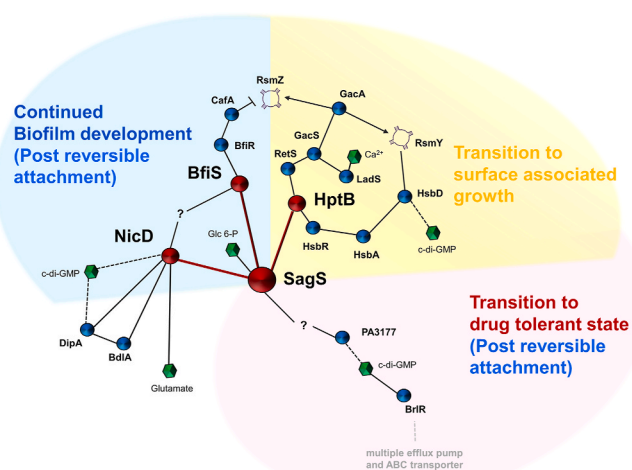 RsmZ
GacA
CafA
Continued
Biofilm development
(Post reversible
attachment)
BfiR
GacS
RsmY
RetS
Ca²⁺
Transition to
surface associated
growth
BfiS
LadS
HptB
HsbD
?
NicD
Glc 6-P
HsbR
HsbA
c-di-GMP
c-di-GMP
SagS
Transition to
drug tolerant state
(Post reversible
attachment)
?
PA3177
DipA
BdlA
c-di-GMP
Glutamate
BrlR
multiple efflux pump
and ABC transporter